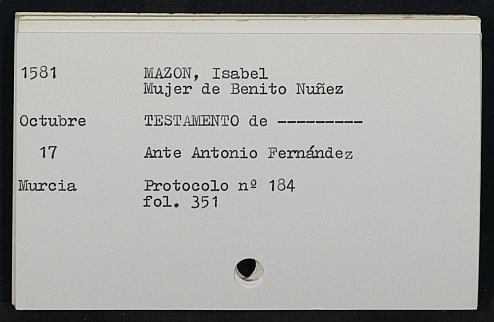 1581 MAZON, Isabel
Mujer de Benito Nuñez
Octubre TESTAMENTO de ---------
17 Ante Antonio Fernández
Murcia Protocolo nº 184
fol. 351